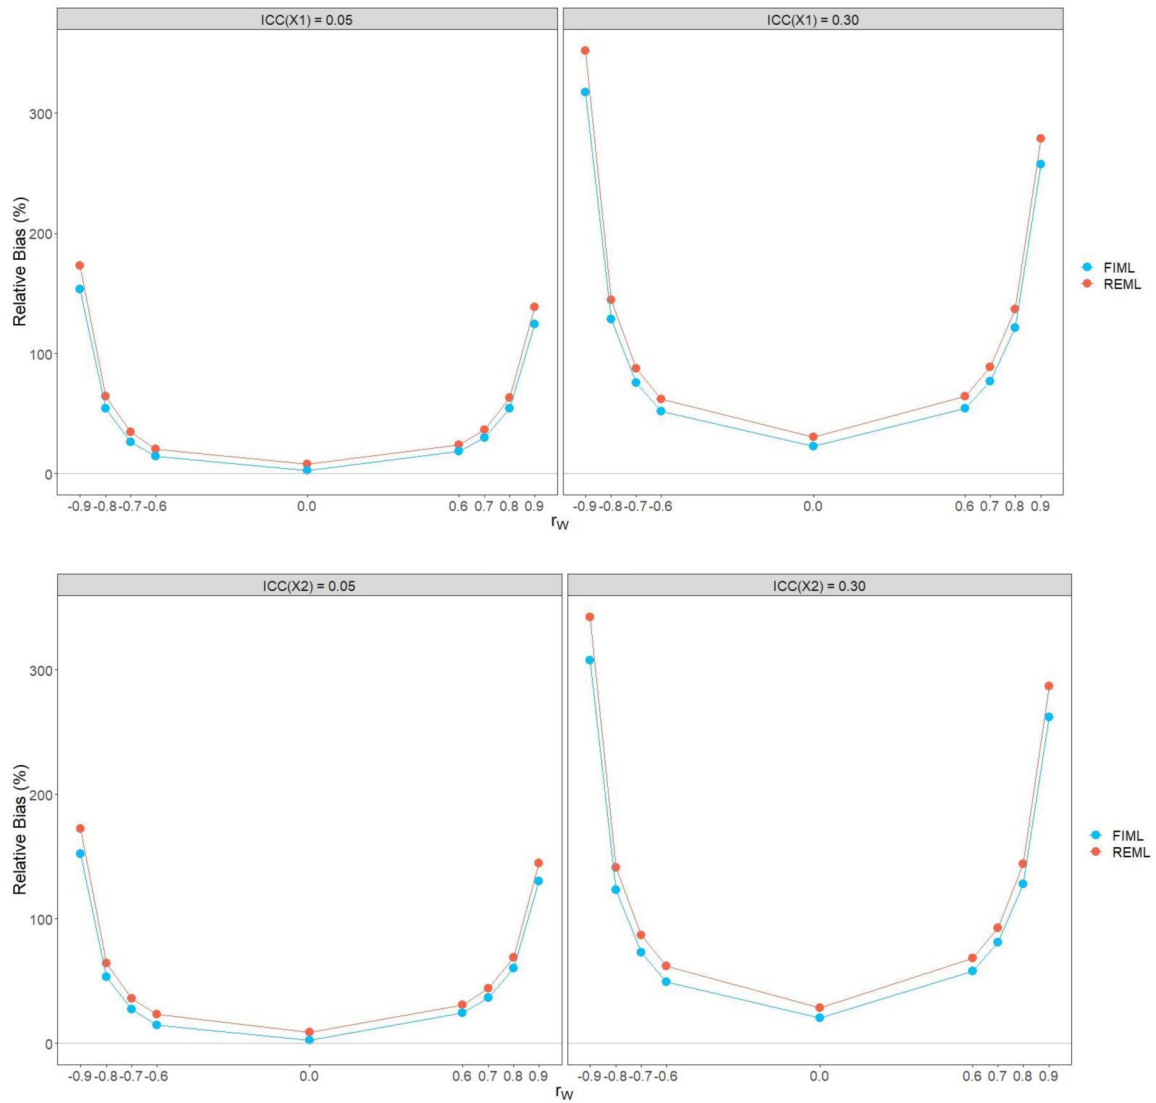 ICC(X1) = 0.05 ICC(X1) = 0.30
Relative Bias (%)
300
200
100
0
-0.9 -0.8 -0.7 -0.6 0.0 0.6 0.7 0.8 0.9 -0.9 -0.8 -0.7 -0.6 0.0 0.6 0.7 0.8 0.9
rW
FIML
REML
ICC(X2) = 0.05 ICC(X2) = 0.30
Relative Bias (%)
300
200
100
0
-0.9 -0.8 -0.7 -0.6 0.0 0.6 0.7 0.8 0.9 -0.9 -0.8 -0.7 -0.6 0.0 0.6 0.7 0.8 0.9
rW
FIML
REML